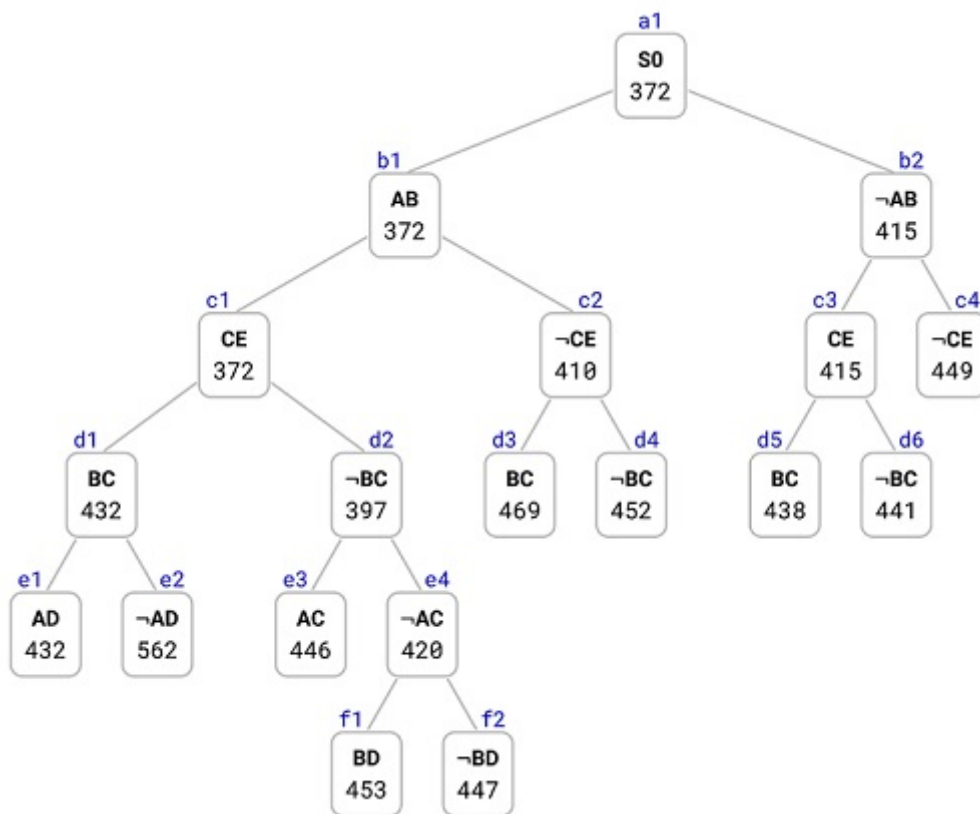 a1
S0
372
b1
AB
372
b2
¬AB
415
c1
CE
372
c2
¬CE
410
c3
CE
415
c4
¬CE
449
d1
BC
432
d2
¬BC
397
d3
BC
469
d4
¬BC
452
d5
BC
438
d6
¬BC
441
e1
AD
432
e2
¬AD
562
e3
AC
446
e4
¬AC
420
f1
BD
453
f2
¬BD
447